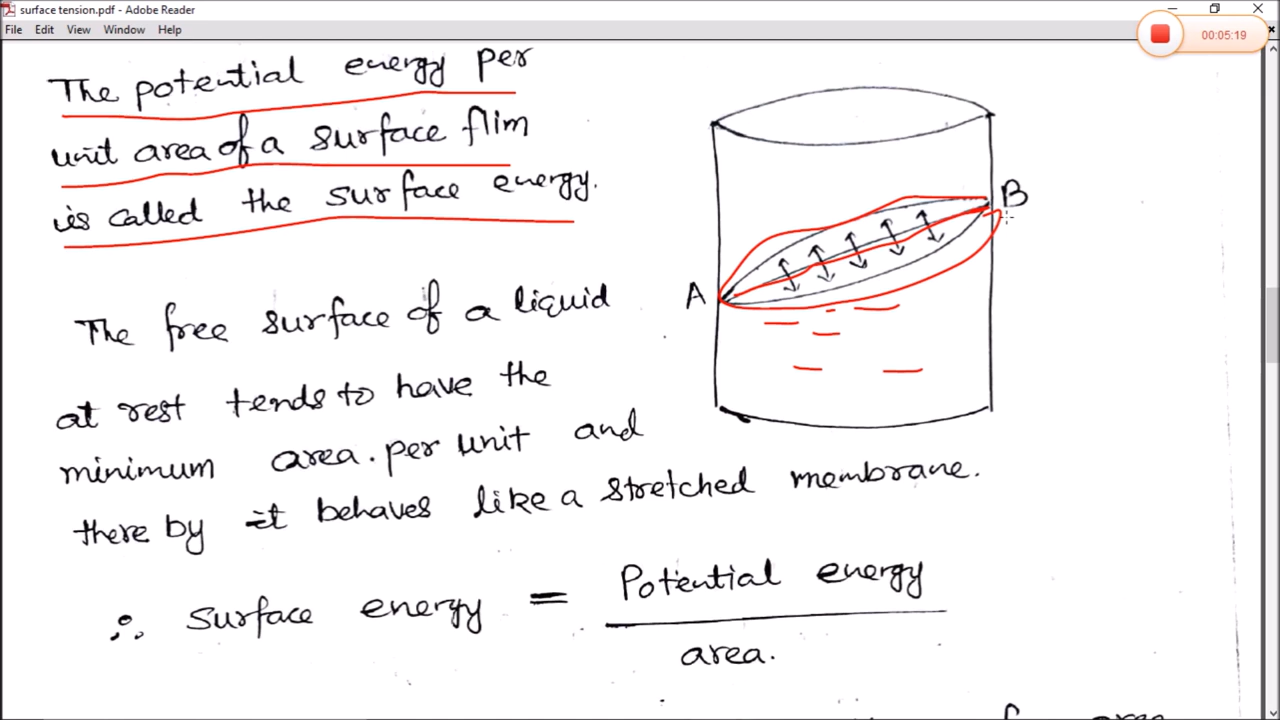 surface tension.pdf - Adobe Reader
File Edit View Window Help
00:05:19
The potential energy per
unit area of a surface flim
is called the surface energy.
B
A
The free surface of a liquid
at rest tends to have the
minimum area. per unit and
there by it behaves like a stretched membrane.
∴ Surface energy = Potential energy
area.